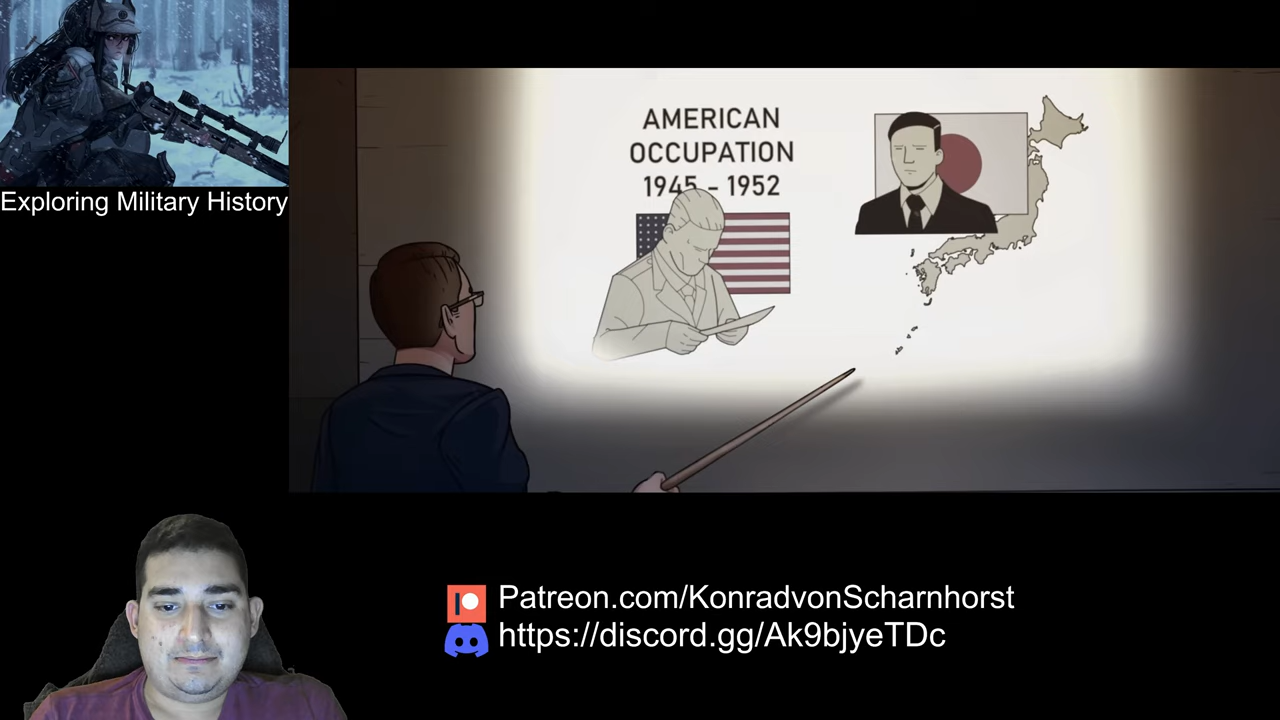 Exploring Military History
AMERICAN
OCCUPATION
1945 - 1952
Patreon.com/KonradvonScharnhorst
https://discord.gg/Ak9bjyeTDc